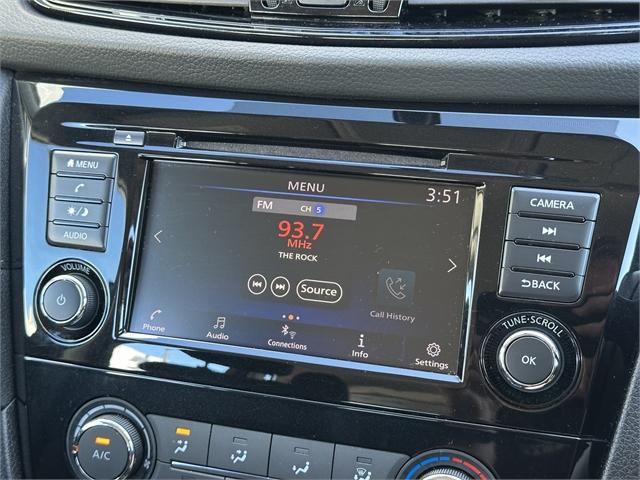 MENU
AUDIO
VOLUME
MENU
3:51
FM
CH 5
93.7
MHz
THE ROCK
Source
Call History
Phone
Audio
Connections
Info
Settings
CAMERA
BACK
TUNE·SCROLL
OK
A/C